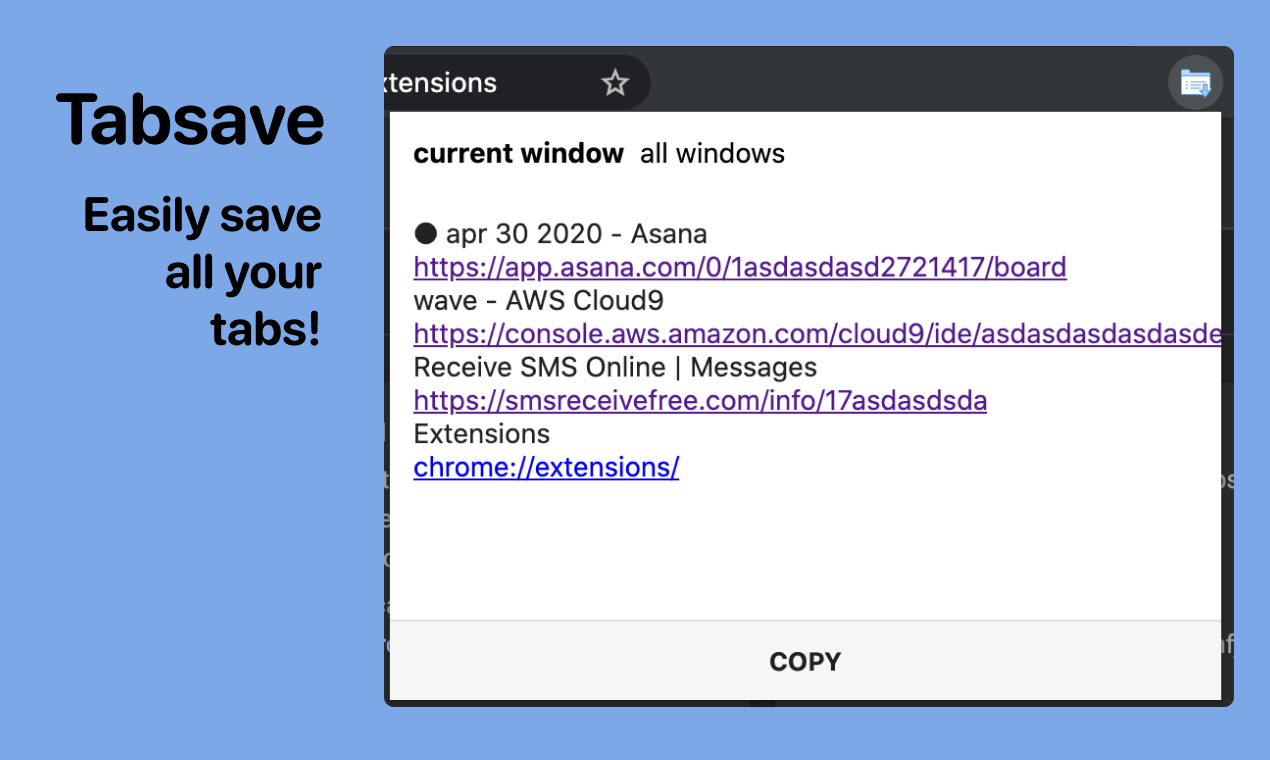 Tabsave
Easily save
all your
tabs!
xtensions
current window all windows
● apr 30 2020 - Asana
https://app.asana.com/0/1asdasdasd2721417/board
wave - AWS Cloud9
https://console.aws.amazon.com/cloud9/ide/asdasdasdasdasde
Receive SMS Online | Messages
https://smsreceivefree.com/info/17asdasdsda
Extensions
chrome://extensions/
COPY